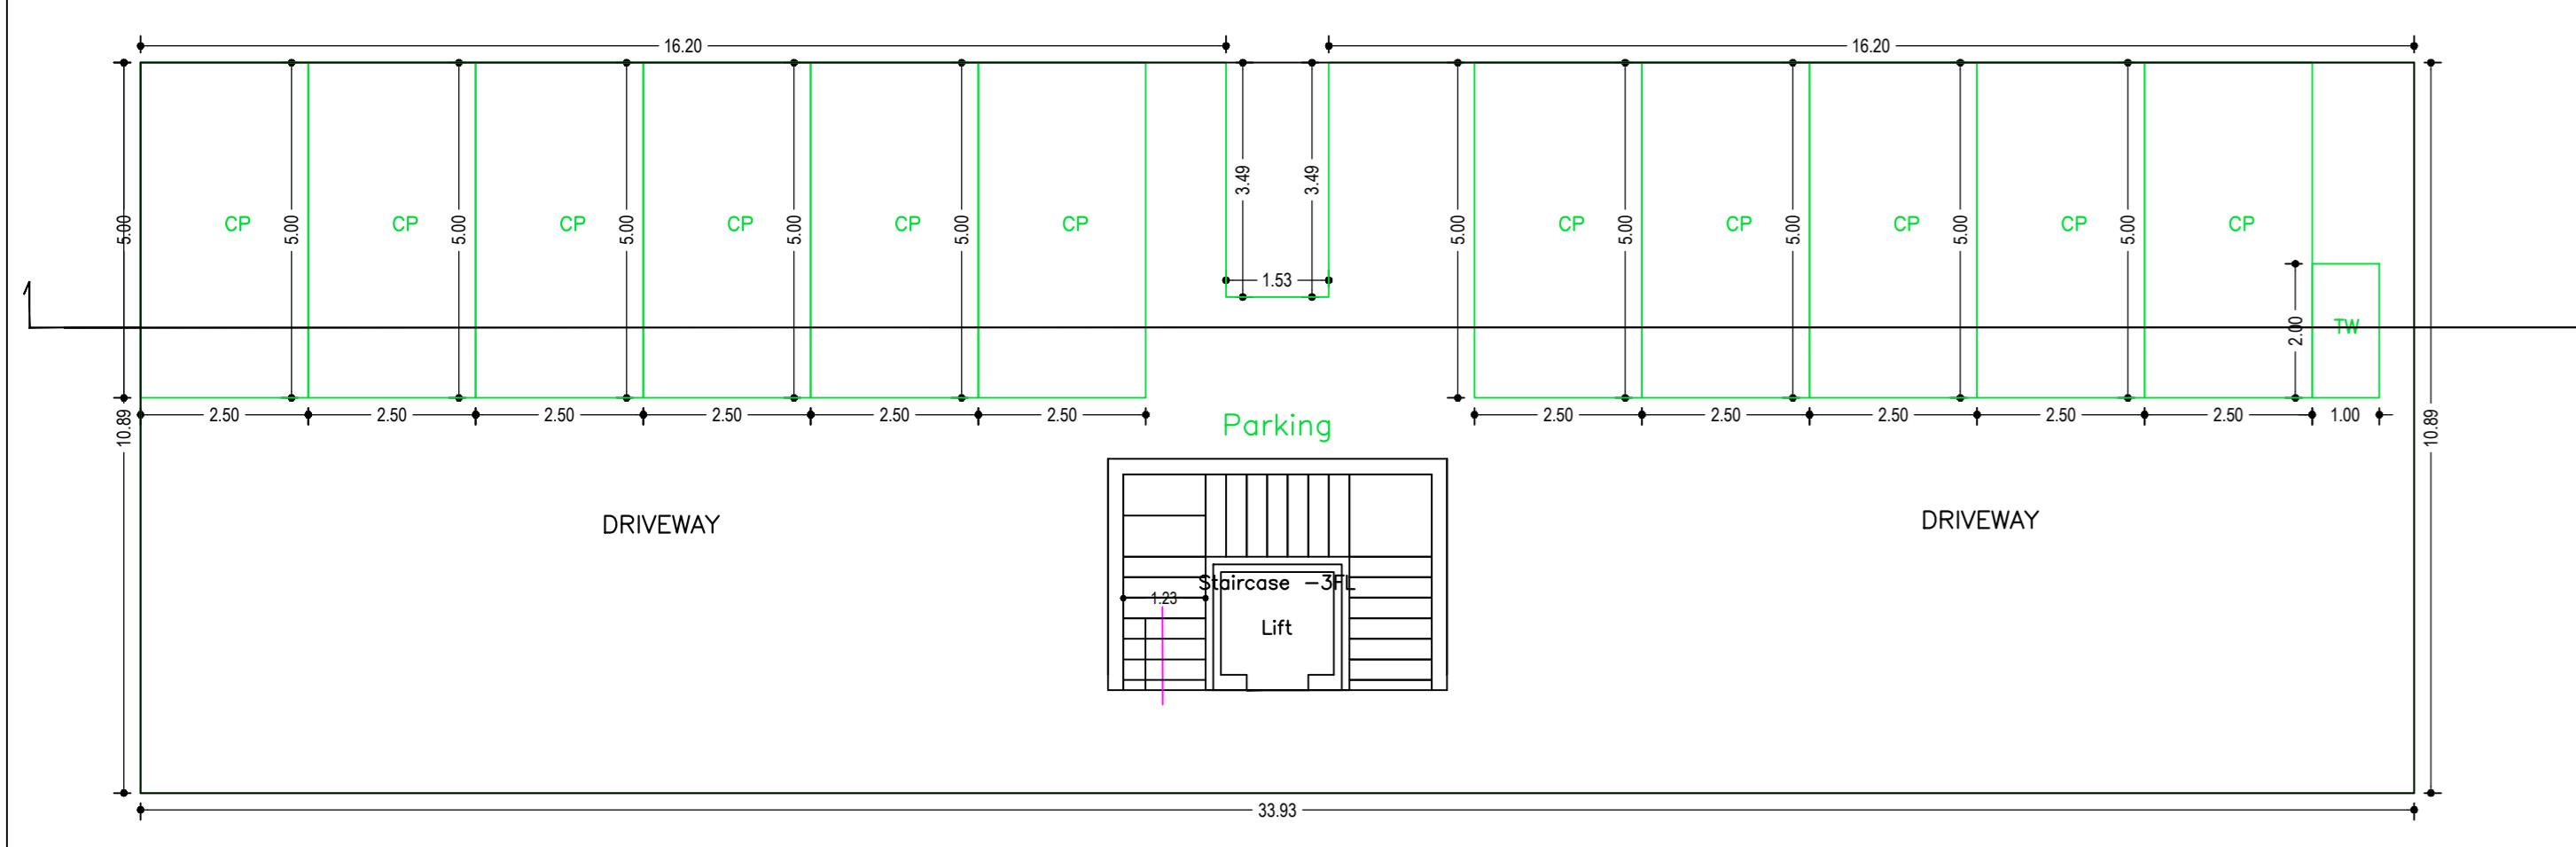 16.20 16.20
3.49 3.49
CP CP CP CP CP CP CP CP CP CP CP
5.00 5.00 5.00 5.00 5.00 5.00 5.00 5.00 5.00 5.00 5.00
1.53
2.00 TW
2.50 2.50 2.50 2.50 2.50 2.50 2.50 2.50 2.50 2.50 2.50 1.00
10.89 Parking 10.89
DRIVEWAY DRIVEWAY
Staircase -3FL
1.23
Lift
33.93